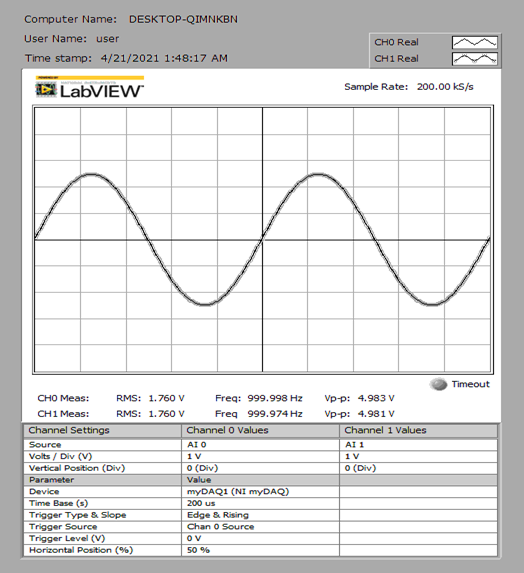 Computer Name: DESKTOP-QIMNKBN
User Name: user
Time stamp: 4/21/2021 1:48:17 AM
CH0 Real
CH1 Real
LabVIEW™
Sample Rate: 200.00 kS/s
Timeout
CH0 Meas: RMS: 1.760 V Freq: 999.998 Hz Vp-p: 4.983 V
CH1 Meas: RMS: 1.760 V Freq 999.974 Hz Vp-p: 4.981 V
Channel Settings Channel 0 Values Channel 1 Values
Source AI 0 AI 1
Volts / Div (V) 1 V 1 V
Vertical Position (Div) 0 (Div) 0 (Div)
Parameter Value
Device myDAQ1 (NI myDAQ)
Time Base (s) 200 us
Trigger Type & Slope Edge & Rising
Trigger Source Chan 0 Source
Trigger Level (V) 0 V
Horizontal Position (%) 50 %